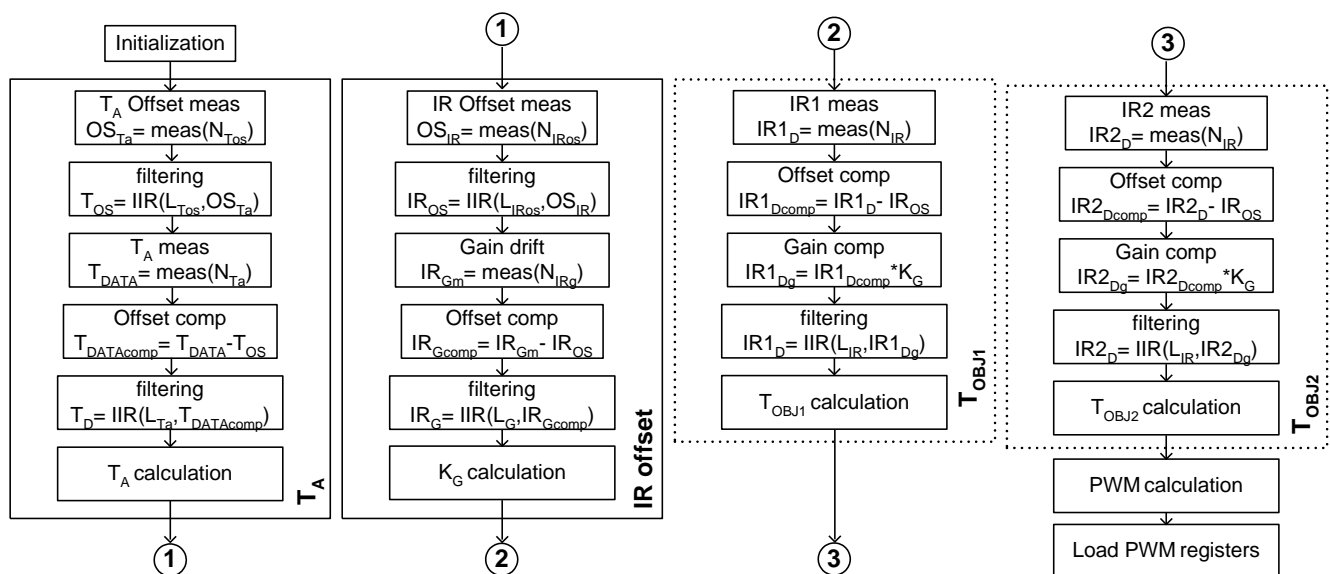 Initialization
T_A Offset meas
OS_Ta= meas(N_Tos)
filtering
T_OS= IIR(L_Tos,OS_Ta)
T_A meas
T_DATA= meas(N_Ta)
Offset comp
T_DATAcomp= T_DATA-T_OS
filtering
T_D= IIR(L_Ta,T_DATAcomp)
T_A calculation
T_A
1
1
IR Offset meas
OS_IR= meas(N_IRos)
filtering
IR_OS= IIR(L_IRos,OS_IR)
Gain drift
IR_Gm= meas(N_IRg)
Offset comp
IR_Gcomp= IR_Gm- IR_OS
filtering
IR_G= IIR(L_G,IR_Gcomp)
K_G calculation
IR offset
2
2
IR1 meas
IR1_D= meas(N_IR)
Offset comp
IR1_Dcomp= IR1_D- IR_OS
Gain comp
IR1_Dg= IR1_Dcomp*K_G
filtering
IR1_D= IIR(L_IR,IR1_Dg)
T_OBJ1 calculation
T_OBJ1
3
3
IR2 meas
IR2_D= meas(N_IR)
Offset comp
IR2_Dcomp= IR2_D- IR_OS
Gain comp
IR2_Dg= IR2_Dcomp*K_G
filtering
IR2_D= IIR(L_IR,IR2_Dg)
T_OBJ2 calculation
T_OBJ2
PWM calculation
Load PWM registers